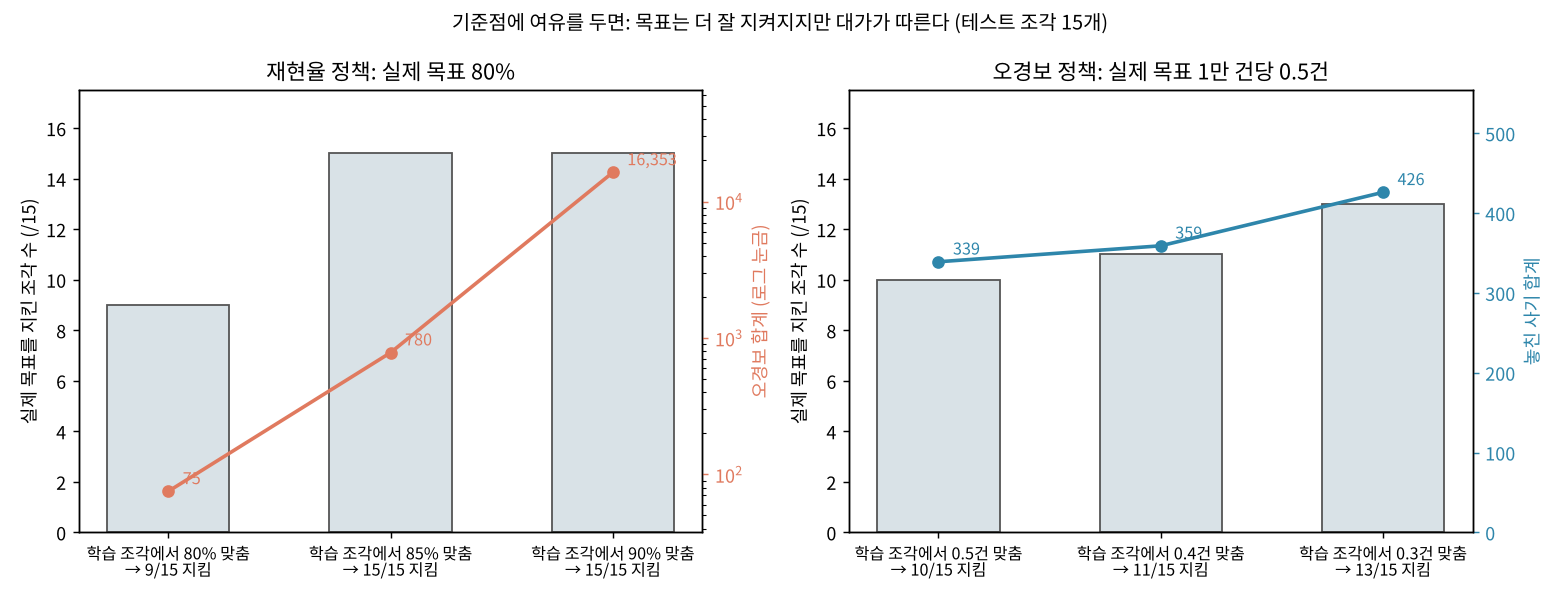 기준점에 여유를 두면: 목표는 더 잘 지켜지지만 대가가 따른다 (테스트 조각 15개)
재현율 정책: 실제 목표 80%
실제 목표를 지킨 조각 수 (/15)
16
14
12
10
8
6
4
2
0
75
780
16,353
10⁴
10³
10²
오경보 합계 (로그 눈금)
학습 조각에서 80% 맞춤
→ 9/15 지킴
학습 조각에서 85% 맞춤
→ 15/15 지킴
학습 조각에서 90% 맞춤
→ 15/15 지킴
오경보 정책: 실제 목표 1만 건당 0.5건
실제 목표를 지킨 조각 수 (/15)
16
14
12
10
8
6
4
2
0
339
359
426
500
400
300
200
100
0
놓친 사기 합계
학습 조각에서 0.5건 맞춤
→ 10/15 지킴
학습 조각에서 0.4건 맞춤
→ 11/15 지킴
학습 조각에서 0.3건 맞춤
→ 13/15 지킴